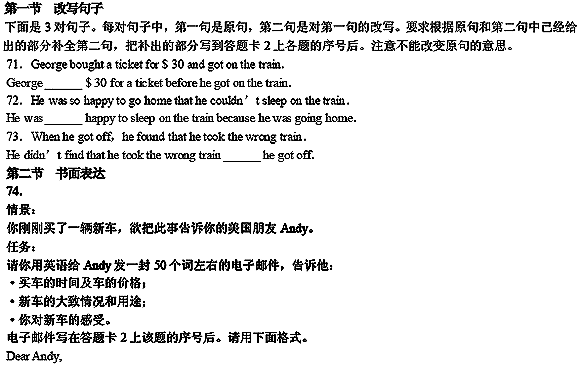 第一节 改写句子
下面是3对句子。每对句子中，第一句是原句，第二句是对第一句的改写。要求根据原句和第二句中已经给
出的部分补全第二句，把补出的部分写到答题卡2上各题的序号后。注意不能改变原句的意思。
71．George bought a ticket for $ 30 and got on the train.
George ______ $ 30 for a ticket before he got on the train.
72．He was so happy to go home that he couldn’t sleep on the train.
He was ______ happy to sleep on the train because he was going home.
73．When he got off, he found that he took the wrong train.
He didn’t find that he took the wrong train ______ he got off.
第二节 书面表达
74．
情景：
你刚刚买了一辆新车，欲把此事告诉你的美国朋友 Andy。
任务：
请你用英语给 Andy 发一封 50 个词左右的电子邮件，告诉他：
·买车的时间及车的价格；
·新车的大致情况和用途；
·你对新车的感受。
电子邮件写在答题卡 2 上该题的序号后。请用下面格式。
Dear Andy,